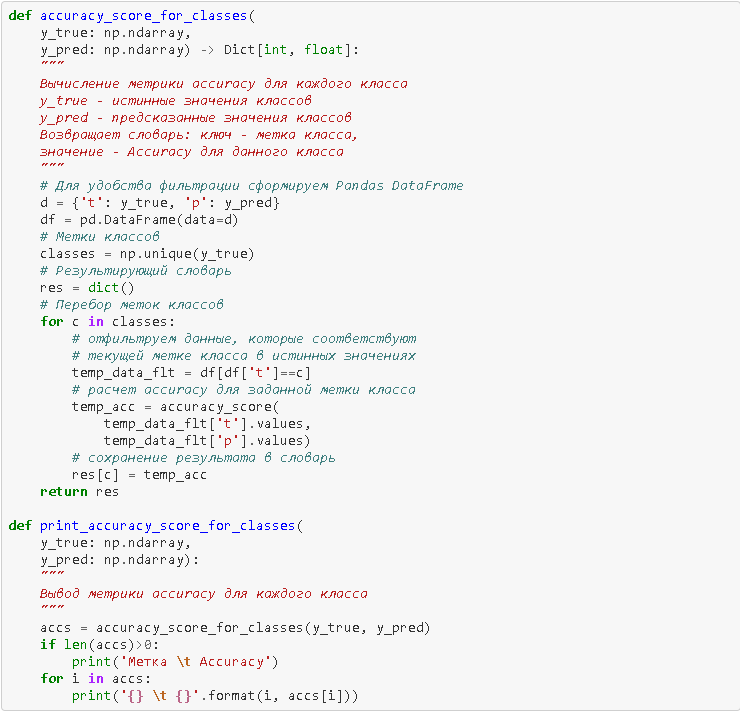 def accuracy_score_for_classes(
    y_true: np.ndarray,
    y_pred: np.ndarray) -> Dict[int, float]:
    """
    Вычисление метрики accuracy для каждого класса
    y_true - истинные значения классов
    y_pred - предсказанные значения классов
    Возвращает словарь: ключ - метка класса,
    значение - Accuracy для данного класса
    """
    # Для удобства фильтрации сформируем Pandas DataFrame
    d = {'t': y_true, 'p': y_pred}
    df = pd.DataFrame(data=d)
    # Метки классов
    classes = np.unique(y_true)
    # Результирующий словарь
    res = dict()
    # Перебор меток классов
    for c in classes:
        # отфильтруем данные, которые соответствуют
        # текущей метке класса в истинных значениях
        temp_data_flt = df[df['t']==c]
        # расчет accuracy для заданной метки класса
        temp_acc = accuracy_score(
            temp_data_flt['t'].values,
            temp_data_flt['p'].values)
        # сохранение результата в словарь
        res[c] = temp_acc
    return res

def print_accuracy_score_for_classes(
    y_true: np.ndarray,
    y_pred: np.ndarray):
    """
    Вывод метрики accuracy для каждого класса
    """
    accs = accuracy_score_for_classes(y_true, y_pred)
    if len(accs)>0:
        print('Метка \t Accuracy')
    for i in accs:
        print('{} \t {}'.format(i, accs[i]))